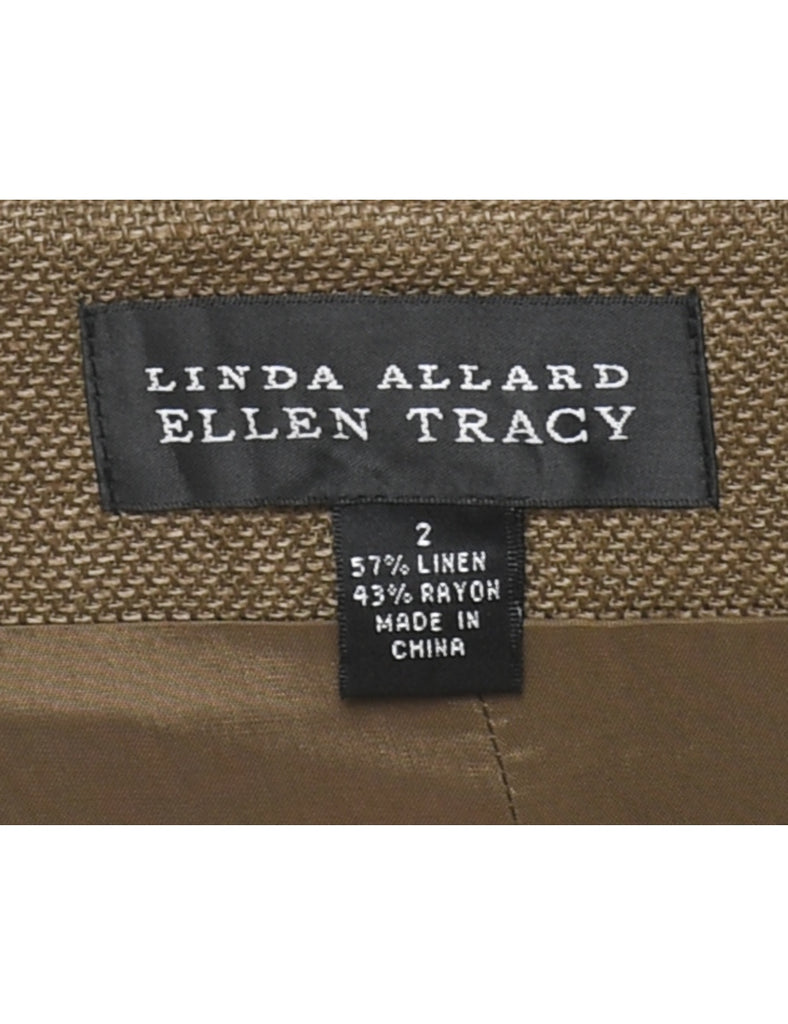 LINDA ALLARD
ELLEN TRACY
2
57% LINEN
43% RAYON
MADE IN
CHINA